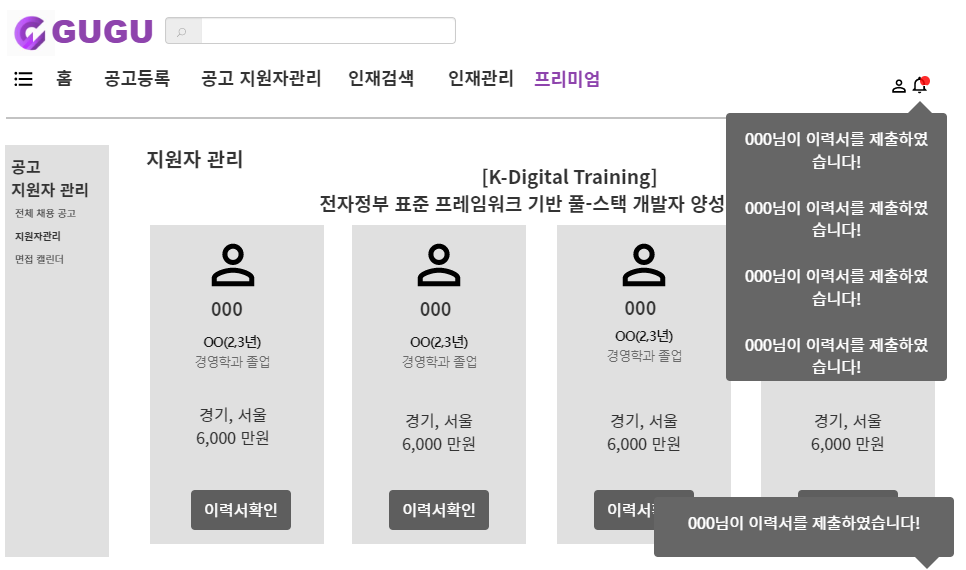 GUGU
홈 공고등록 공고 지원자관리 인재검색 인재관리 프리미엄
000님이 이력서를 제출하였
습니다!
000님이 이력서를 제출하였
습니다!
000님이 이력서를 제출하였
습니다!
000님이 이력서를 제출하였
습니다!
공고
지원자 관리
전체 채용 공고
지원자관리
면접 캘린더
지원자 관리
[K-Digital Training]
전자정부 표준 프레임워크 기반 풀-스택 개발자 양성
000
OO(2,3년)
경영학과 졸업
경기, 서울
6,000 만원
이력서확인
000
OO(2,3년)
경영학과 졸업
경기, 서울
6,000 만원
이력서확인
000
OO(2,3년)
경영학과 졸업
경기, 서울
6,000 만원
이력서
경기, 서울
6,000 만원
000님이 이력서를 제출하였습니다!